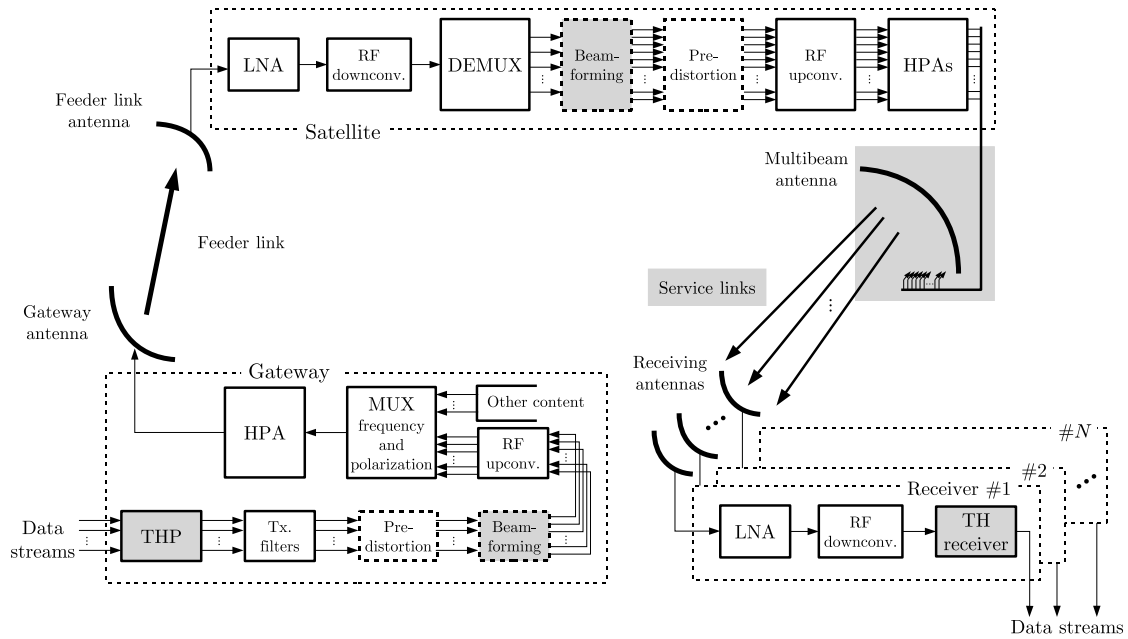 LNA
RF
downconv.
DEMUX
Beam-
forming
Pre-
distortion
RF
upconv.
HPAs
Satellite
Feeder link
antenna
Multibeam
antenna
Feeder link
Service links
Gateway
antenna
Receiving
antennas
Gateway
HPA
MUX
frequency
and
polarization
Other content
RF
upconv.
#N
#2
Receiver #1
Data
streams
THP
Tx.
filters
Pre-
distortion
Beam-
forming
LNA
RF
downconv.
TH
receiver
Data streams